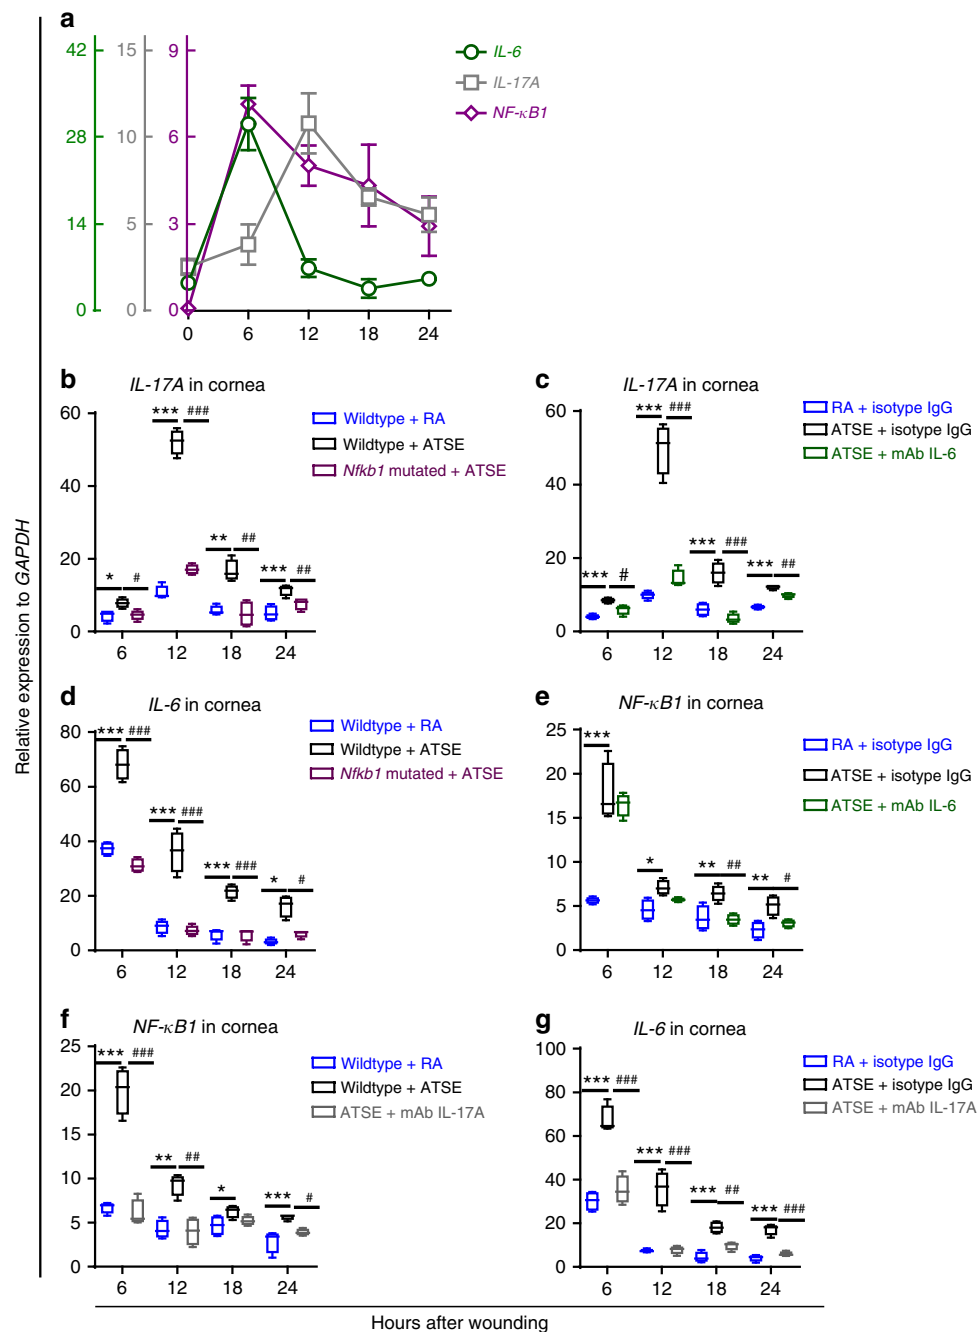 a
42 15 9
28 10 6
14 5 3
0 0 0
0 6 12 18 24
IL-6
IL-17A
NF-κB1
b
IL-17A in cornea
60
40
20
0
*** ###
** ##
* #
*** ##
6 12 18 24
Wildtype + RA
Wildtype + ATSE
Nfkb1 mutated + ATSE
c
IL-17A in cornea
60
40
20
0
*** ###
*** #
*** ###
*** ##
6 12 18 24
RA + isotype IgG
ATSE + isotype IgG
ATSE + mAb IL-6
d
IL-6 in cornea
80
60
40
20
0
*** ###
*** ###
*** ###
* #
6 12 18 24
Wildtype + RA
Wildtype + ATSE
Nfkb1 mutated + ATSE
e
NF-κB1 in cornea
25
20
15
10
5
0
***
*
** ##
** #
6 12 18 24
RA + isotype IgG
ATSE + isotype IgG
ATSE + mAb IL-6
f
NF-κB1 in cornea
25
20
15
10
5
0
*** ###
** ##
*
*** #
6 12 18 24
Wildtype + RA
Wildtype + ATSE
ATSE + mAb IL-17A
g
IL-6 in cornea
100
80
60
40
20
0
*** ###
*** ###
*** ##
*** ###
6 12 18 24
RA + isotype IgG
ATSE + isotype IgG
ATSE + mAb IL-17A
Relative expression to GAPDH
Hours after wounding